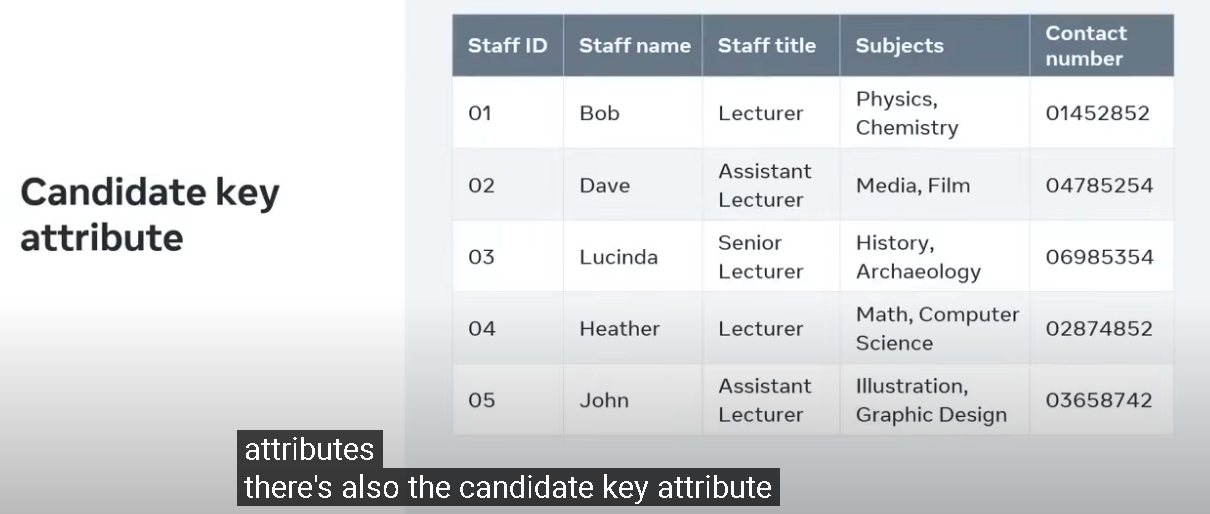 Candidate key
attribute
Staff ID Staff name Staff title Subjects Contact number
01 Bob Lecturer Physics, Chemistry 01452852
02 Dave Assistant Lecturer Media, Film 04785254
03 Lucinda Senior Lecturer History, Archaeology 06985354
04 Heather Lecturer Math, Computer Science 02874852
05 John Assistant Lecturer Illustration, Graphic Design 03658742
attributes
there's also the candidate key attribute